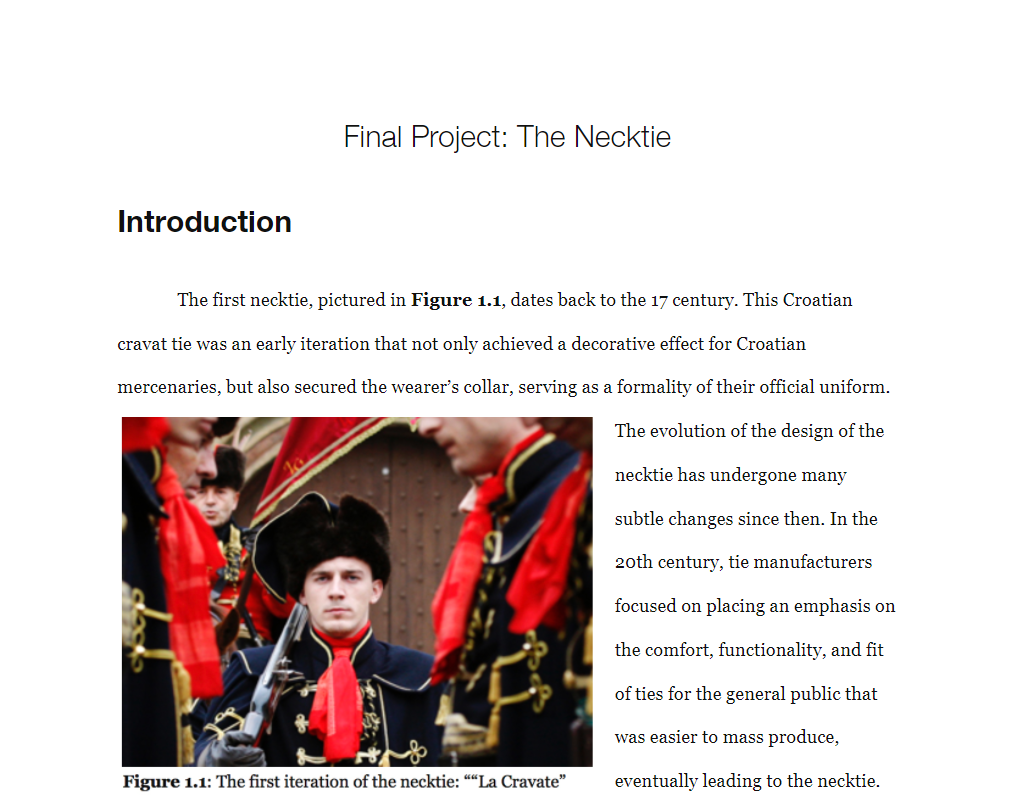 Final Project: The Necktie
Introduction
The first necktie, pictured in Figure 1.1, dates back to the 17 century. This Croatian
cravat tie was an early iteration that not only achieved a decorative effect for Croatian
mercenaries, but also secured the wearer’s collar, serving as a formality of their official uniform.
The evolution of the design of the
necktie has undergone many
subtle changes since then. In the
20th century, tie manufacturers
focused on placing an emphasis on
the comfort, functionality, and fit
of ties for the general public that
was easier to mass produce,
eventually leading to the necktie.
Figure 1.1: The first iteration of the necktie: ““La Cravate”